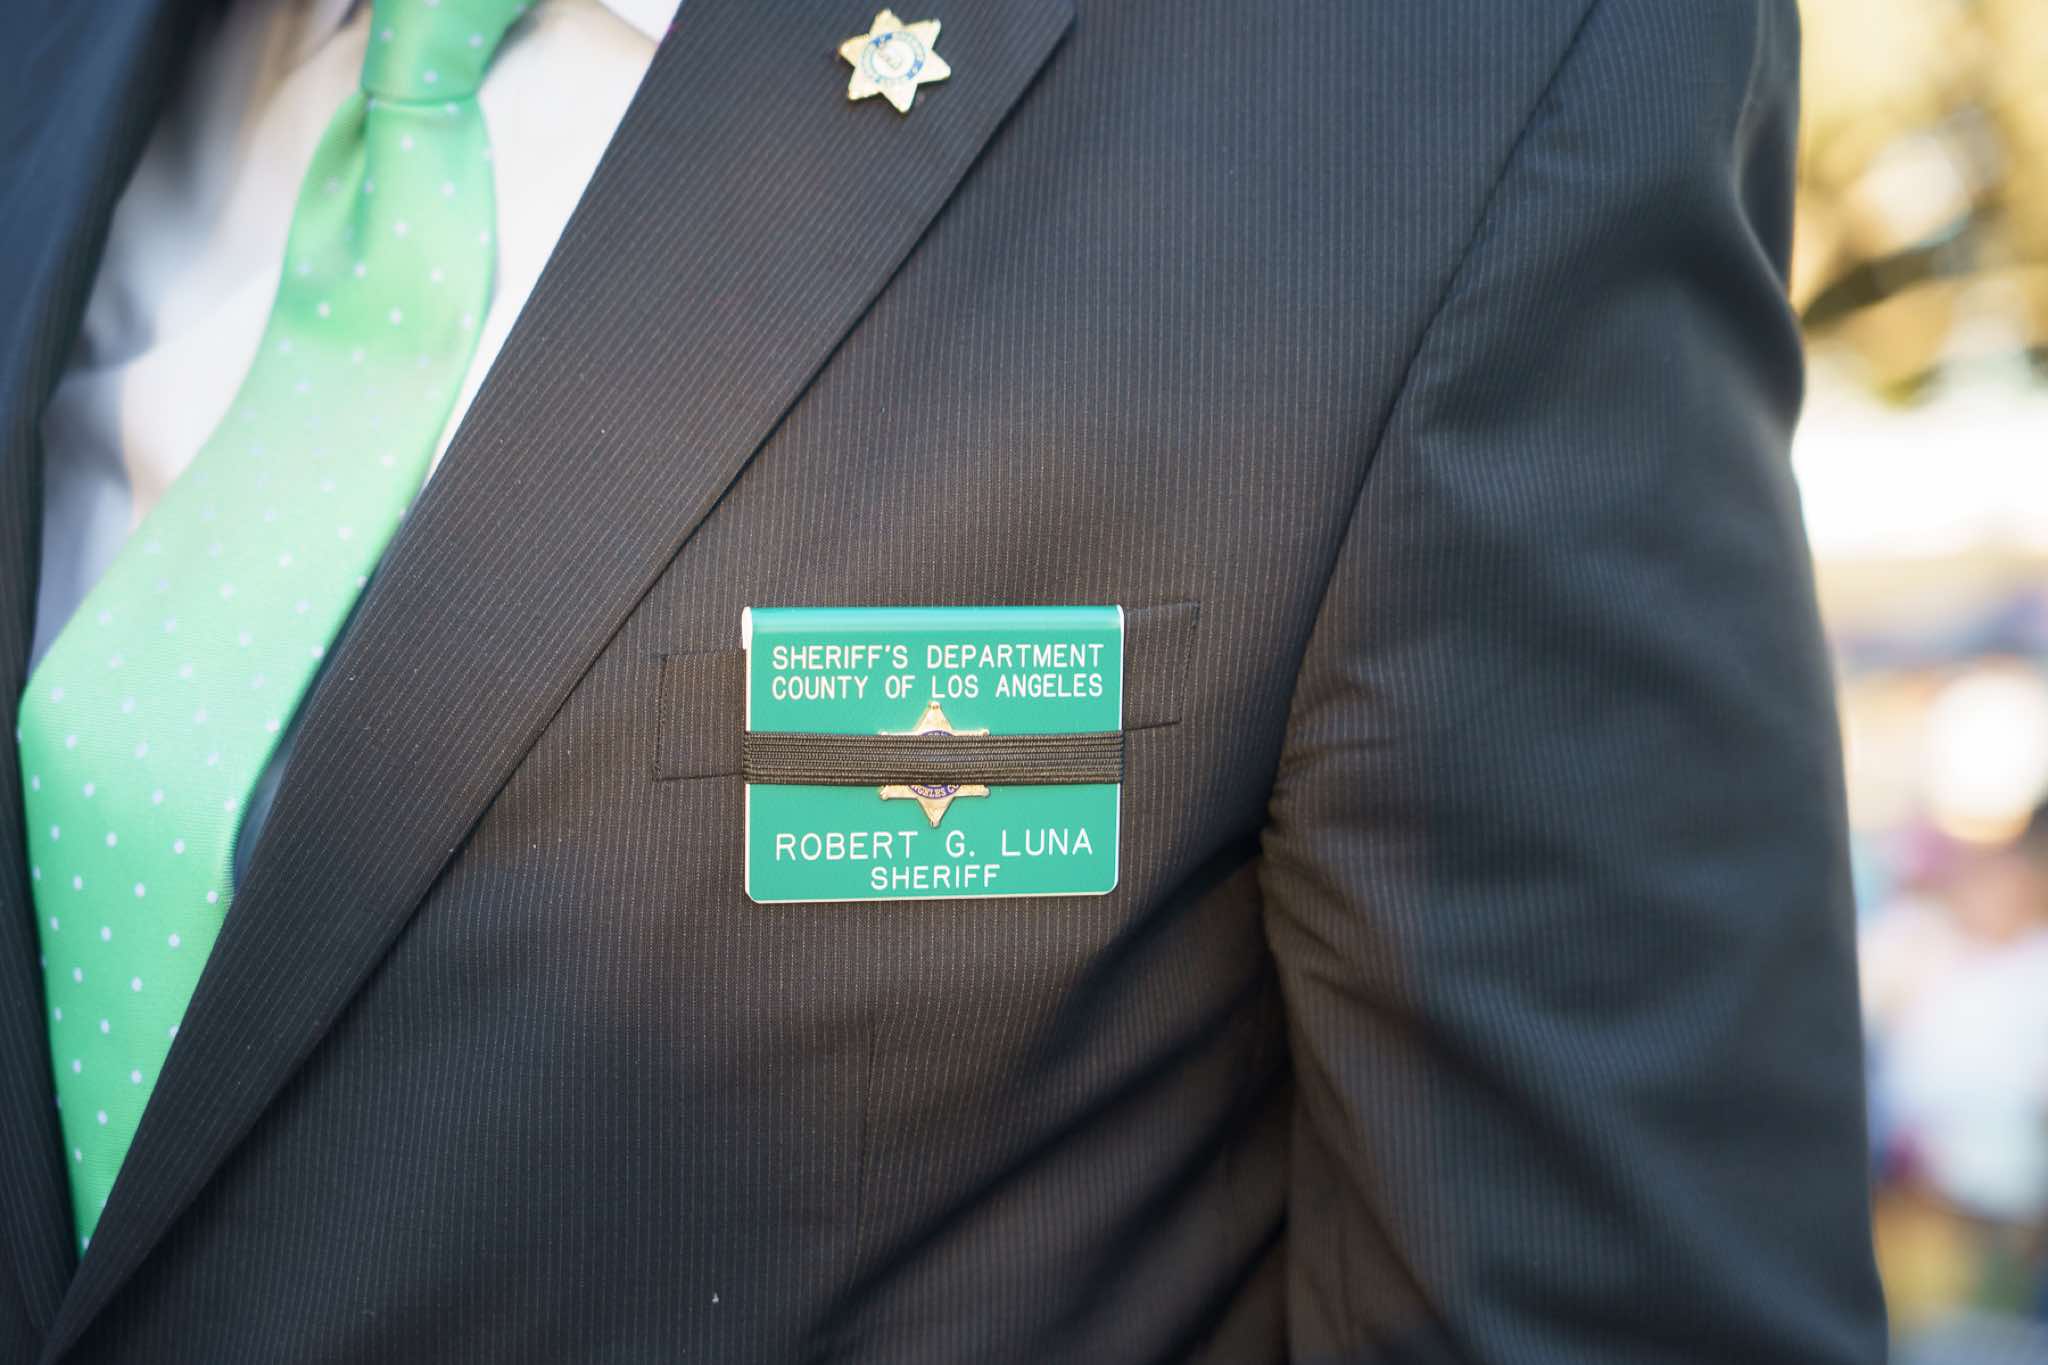 SHERIFF'S DEPARTMENT
COUNTY OF LOS ANGELES
ROBERT G. LUNA
SHERIFF